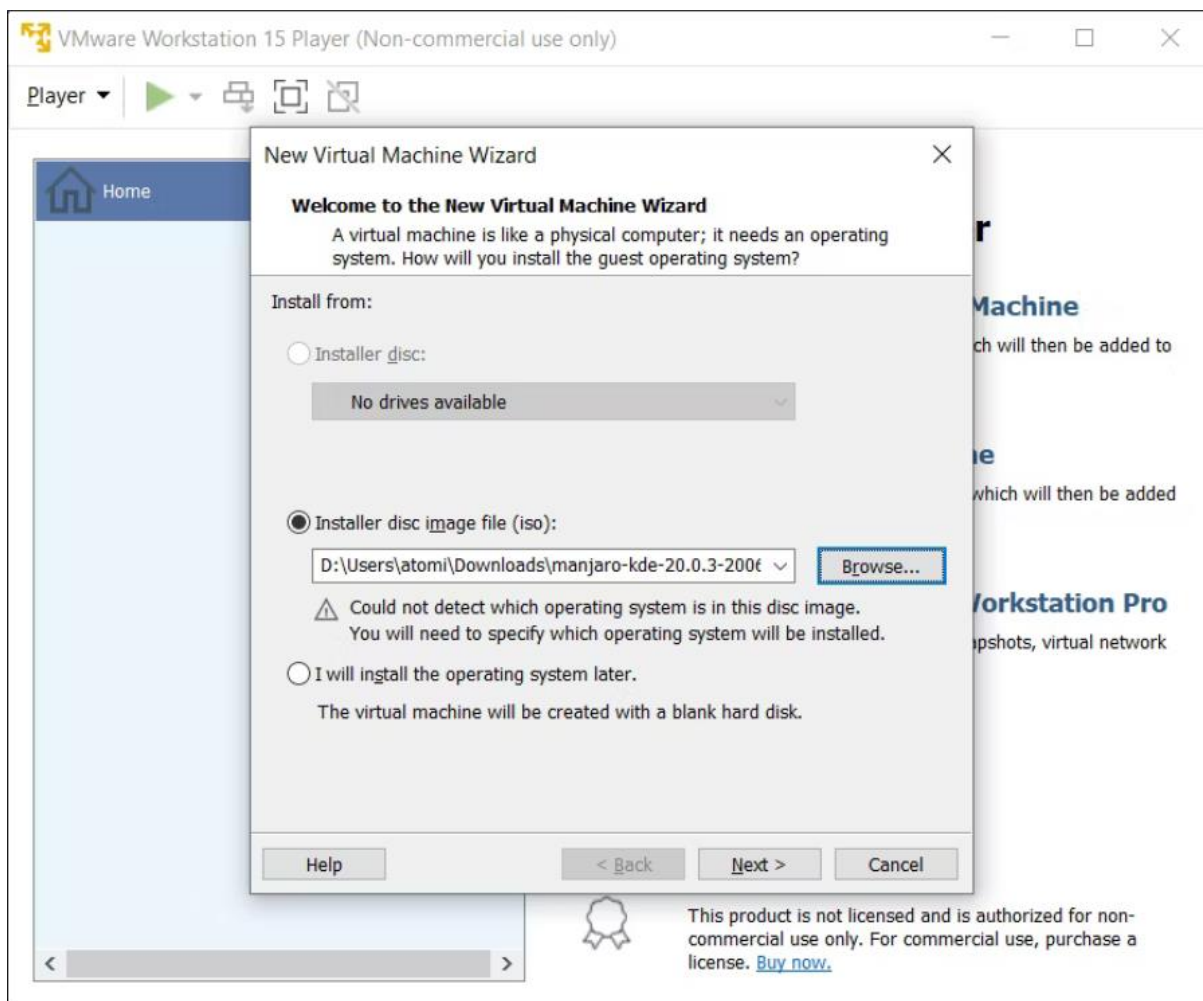 VMware Workstation 15 Player (Non-commercial use only)
Player
Home
New Virtual Machine Wizard
Welcome to the New Virtual Machine Wizard
A virtual machine is like a physical computer; it needs an operating
system. How will you install the guest operating system?
Install from:
Installer disc:
No drives available
Installer disc image file (iso):
D:\Users\atomi\Downloads\manjaro-kde-20.0.3-2006
Browse...
Could not detect which operating system is in this disc image.
You will need to specify which operating system will be installed.
I will install the operating system later.
The virtual machine will be created with a blank hard disk.
Help
< Back
Next >
Cancel
r
Machine
ch will then be added to
ne
which will then be added
Workstation Pro
apshots, virtual network
This product is not licensed and is authorized for non-
commercial use only. For commercial use, purchase a
license. Buy now.